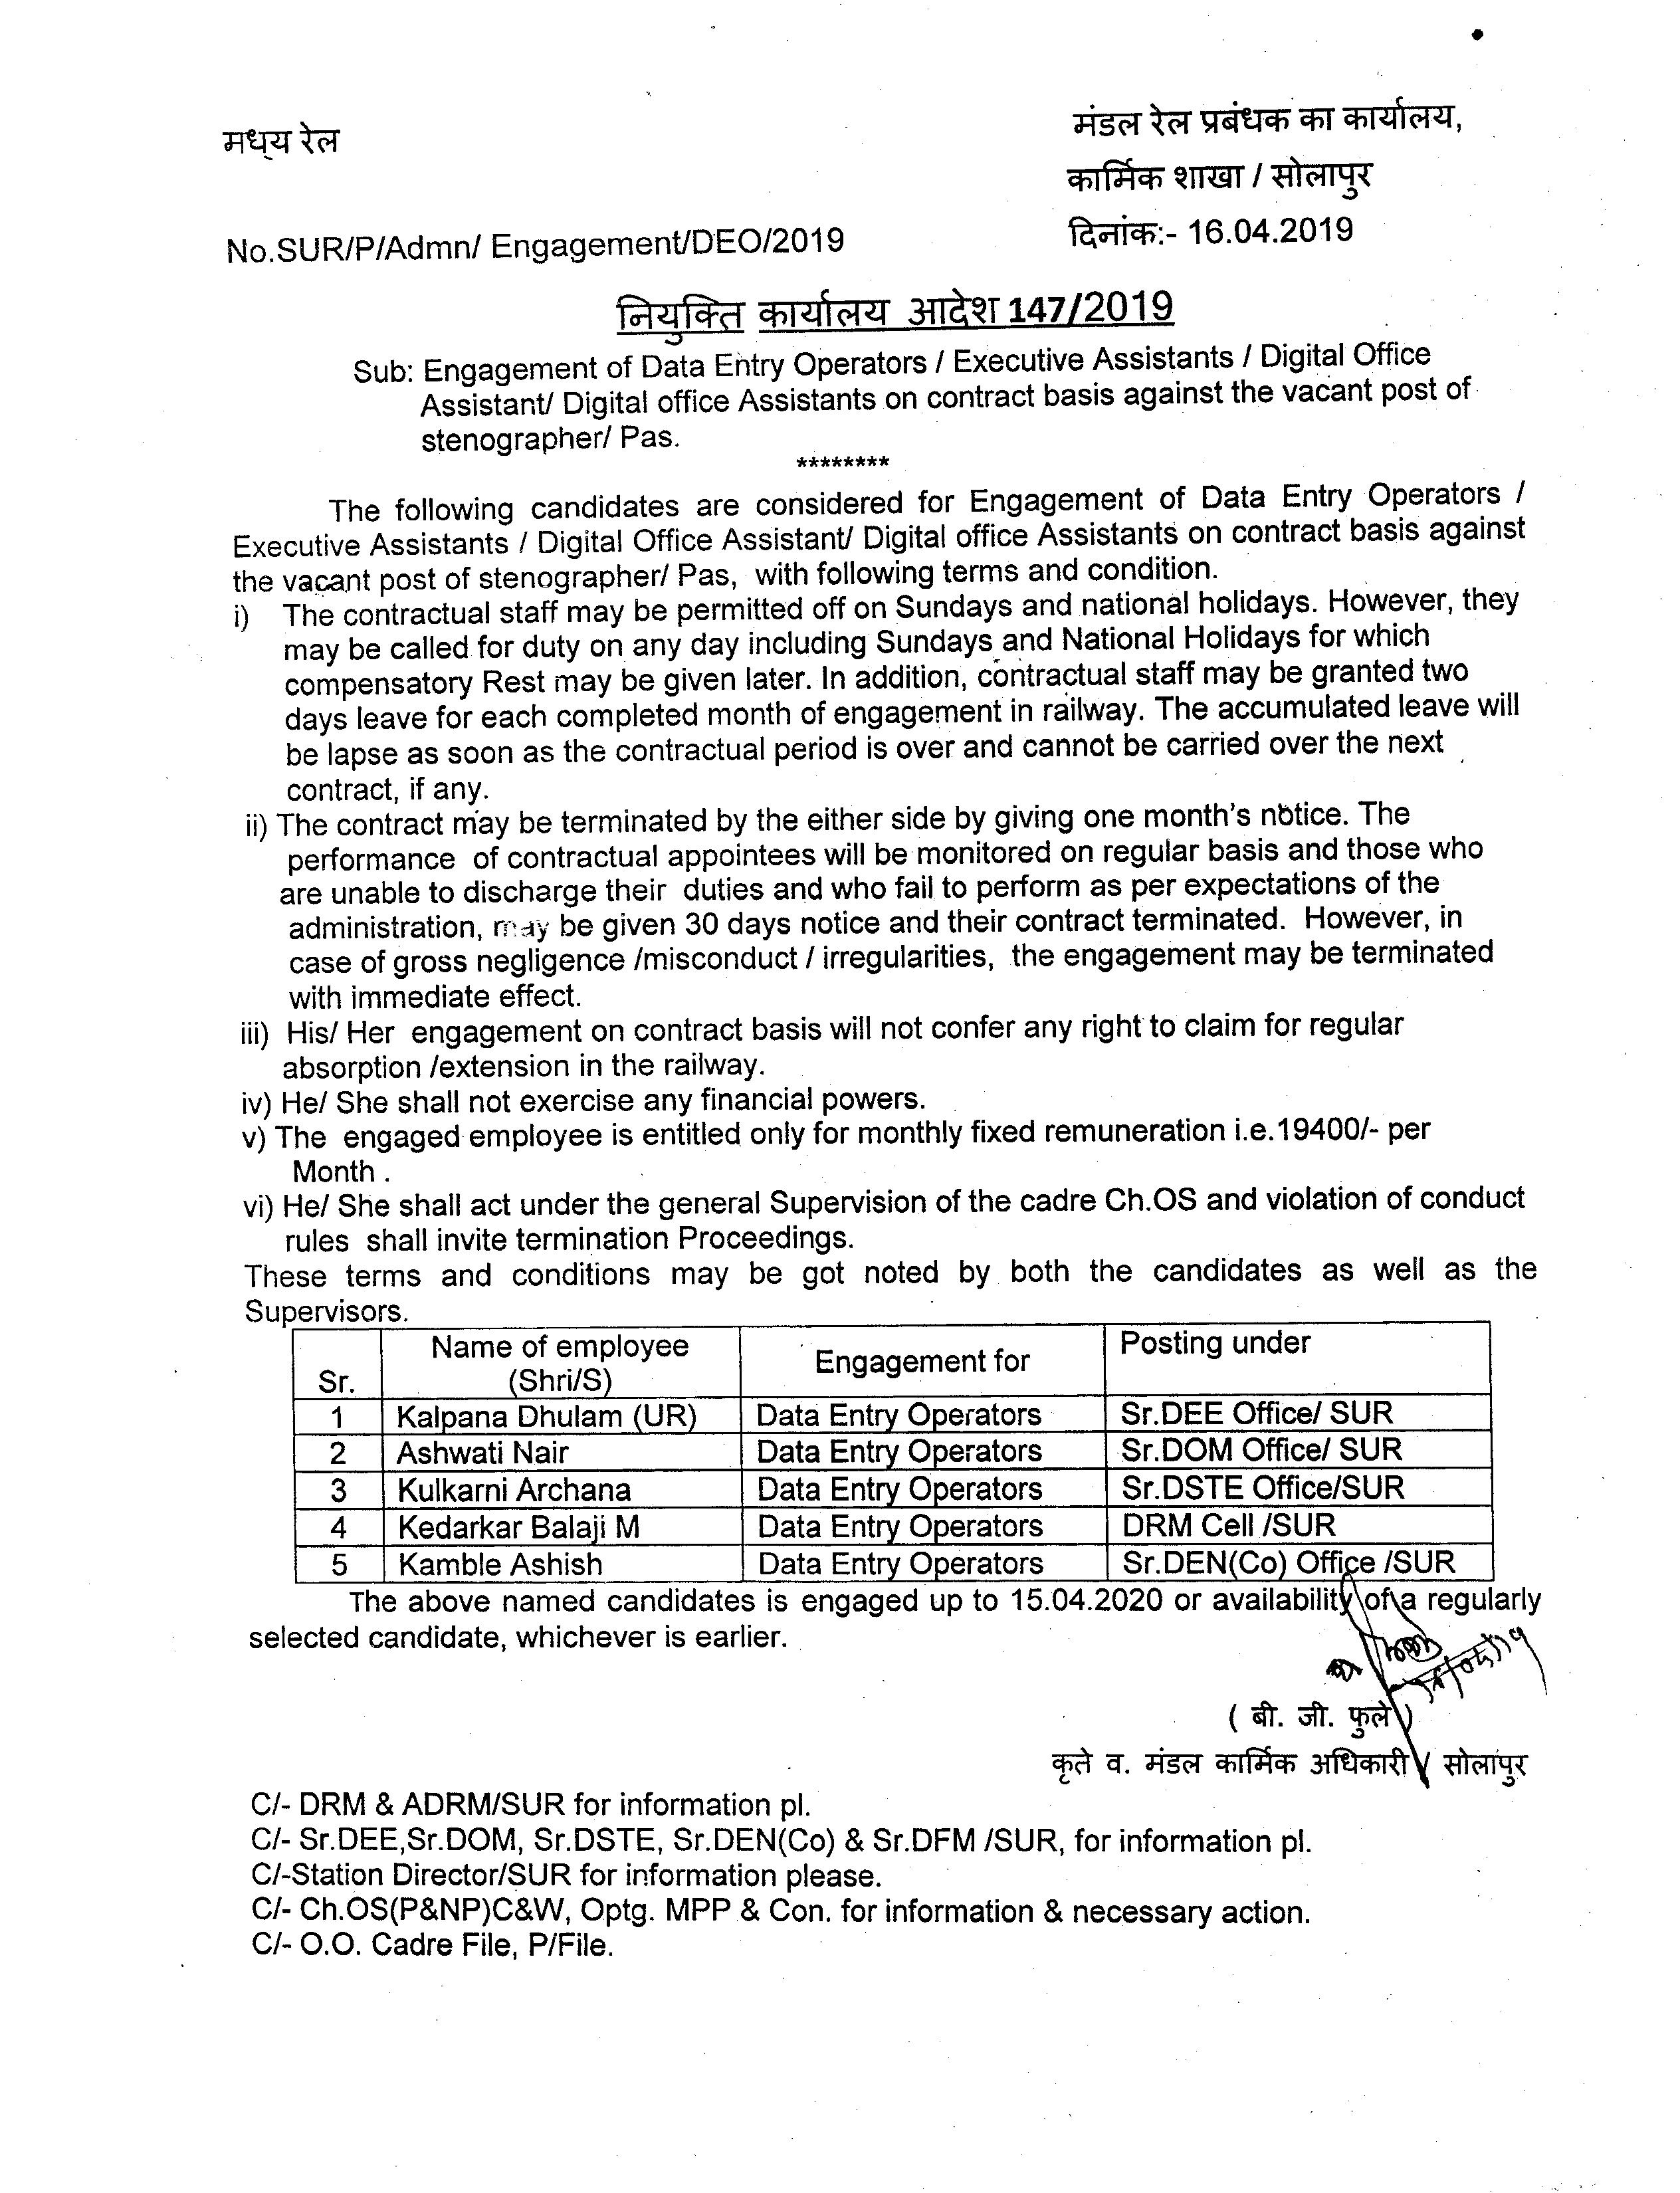 मध्य रेल
मंडल रेल प्रबंधक का कार्यालय,
कार्मिक शाखा / सोलापुर
No.SUR/P/Admn/ Engagement/DEO/2019
दिनांक:- 16.04.2019
नियुक्ति कार्यालय आदेश 147/2019
Sub: Engagement of Data Entry Operators / Executive Assistants / Digital Office
Assistant/ Digital office Assistants on contract basis against the vacant post of
stenographer/ Pas.
********
The following candidates are considered for Engagement of Data Entry Operators /
Executive Assistants / Digital Office Assistant/ Digital office Assistants on contract basis against
the vacant post of stenographer/ Pas, with following terms and condition.
i) The contractual staff may be permitted off on Sundays and national holidays. However, they
may be called for duty on any day including Sundays and National Holidays for which
compensatory Rest may be given later. In addition, contractual staff may be granted two
days leave for each completed month of engagement in railway. The accumulated leave will
be lapse as soon as the contractual period is over and cannot be carried over the next
contract, if any.
ii) The contract may be terminated by the either side by giving one month's notice. The
performance of contractual appointees will be monitored on regular basis and those who
are unable to discharge their duties and who fail to perform as per expectations of the
administration, may be given 30 days notice and their contract terminated. However, in
case of gross negligence /misconduct / irregularities, the engagement may be terminated
with immediate effect.
iii) His/ Her engagement on contract basis will not confer any right to claim for regular
absorption /extension in the railway.
iv) He/ She shall not exercise any financial powers.
v) The engaged employee is entitled only for monthly fixed remuneration i.e.19400/- per
Month .
vi) He/ She shall act under the general Supervision of the cadre Ch.OS and violation of conduct
rules shall invite termination Proceedings.
These terms and conditions may be got noted by both the candidates as well as the
Supervisors.
Sr. Name of employee (Shri/S) Engagement for Posting under
1 Kalpana Dhulam (UR) Data Entry Operators Sr.DEE Office/ SUR
2 Ashwati Nair Data Entry Operators Sr.DOM Office/ SUR
3 Kulkarni Archana Data Entry Operators Sr.DSTE Office/SUR
4 Kedarkar Balaji M Data Entry Operators DRM Cell /SUR
5 Kamble Ashish Data Entry Operators Sr.DEN(Co) Office /SUR
The above named candidates is engaged up to 15.04.2020 or availability of a regularly
selected candidate, whichever is earlier.
( बी. जी. फुले )
कृते व. मंडल कार्मिक अधिकारी / सोलापुर
C/- DRM & ADRM/SUR for information pl.
C/- Sr.DEE,Sr.DOM, Sr.DSTE, Sr.DEN(Co) & Sr.DFM /SUR, for information pl.
C/-Station Director/SUR for information please.
C/- Ch.OS(P&NP)C&W, Optg. MPP & Con. for information & necessary action.
C/- O.O. Cadre File, P/File.